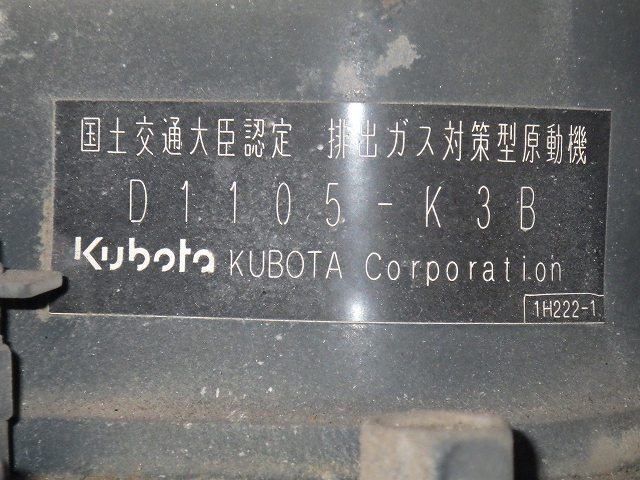 国土交通大臣認定 排出ガス対策型原動機
D1105-K3B
Kubota KUBOTA Corporation
1H222-1